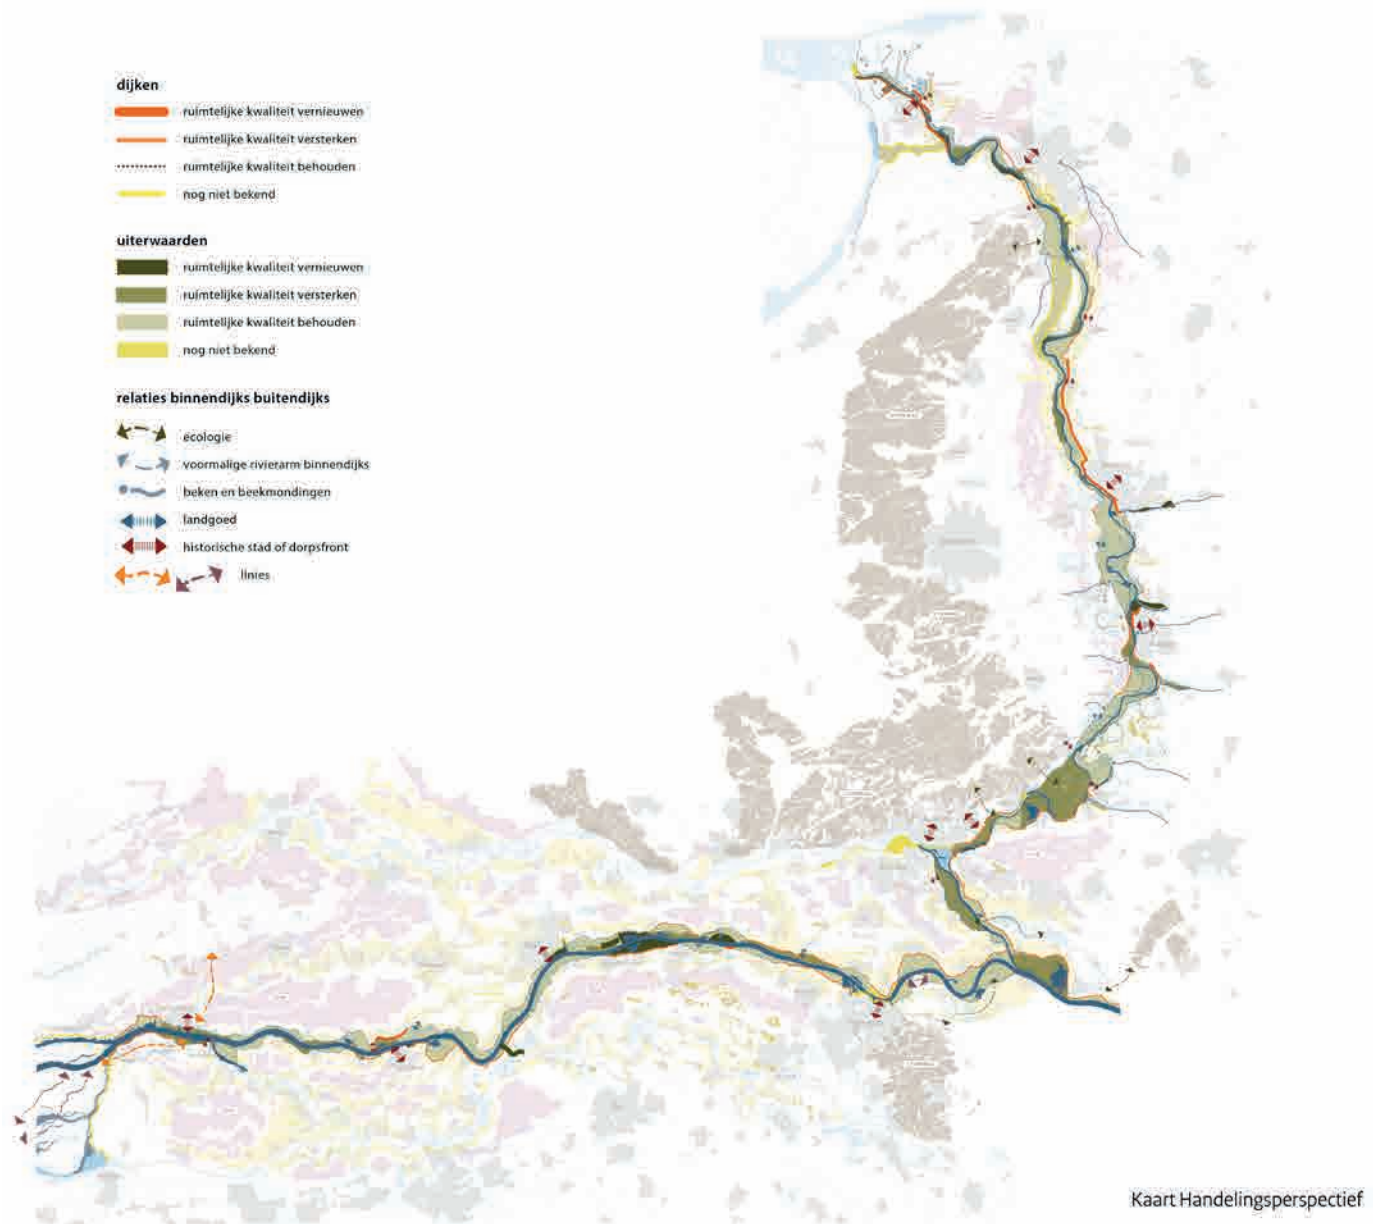 dijken
ruimtelijke kwaliteit vernieuwen
ruimtelijke kwaliteit versterken
ruimtelijke kwaliteit behouden
nog niet bekend
uiterwaarden
ruimtelijke kwaliteit vernieuwen
ruimtelijke kwaliteit versterken
ruimtelijke kwaliteit behouden
nog niet bekend
relaties binnendijks buitendijks
ecologie
voormalige rivierarm binnendijks
beken en beekmondingen
landgoed
historische stad of dorpsfront
linies
Kaart Handelingsperspectief